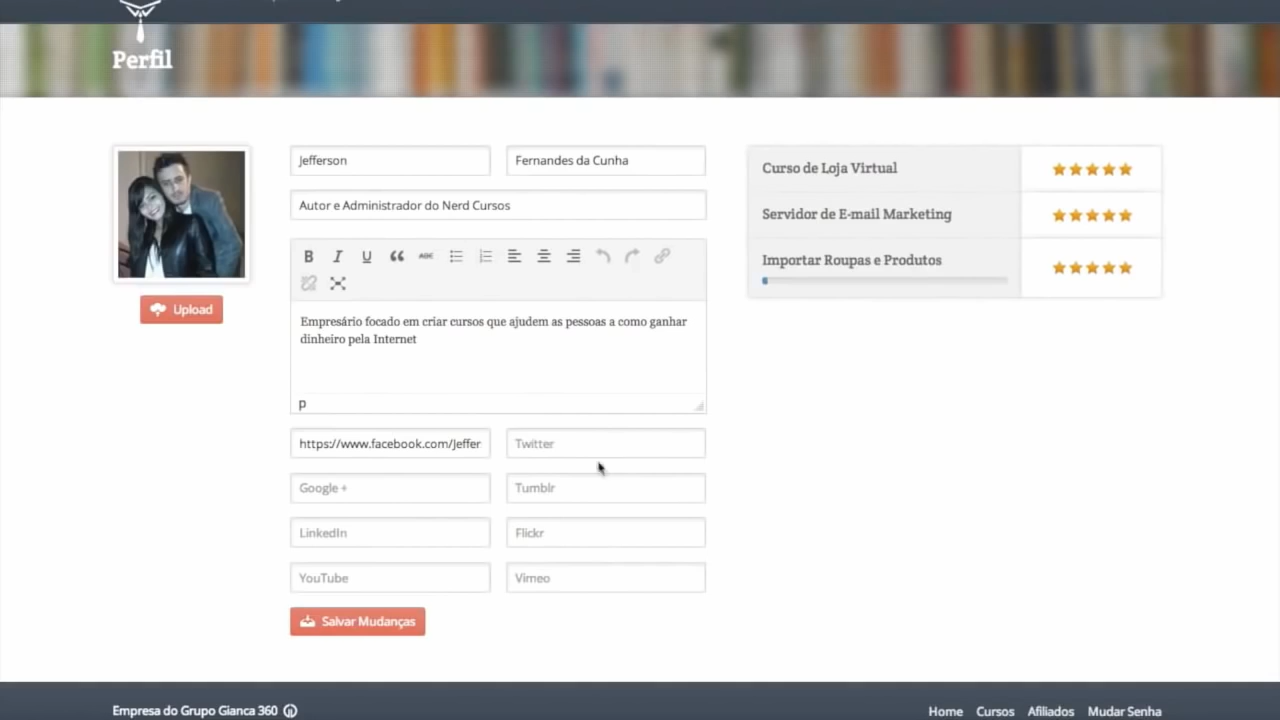 Perfil
Jefferson
Fernandes da Cunha
Autor e Administrador do Nerd Cursos
B I U ABC
Empresário focado em criar cursos que ajudem as pessoas a como ganhar
dinheiro pela Internet
p
https://www.facebook.com/Jeffer
Twitter
Google +
Tumblr
LinkedIn
Flickr
YouTube
Vimeo
Salvar Mudanças
Upload
Curso de Loja Virtual
Servidor de E-mail Marketing
Importar Roupas e Produtos
Empresa do Grupo Gianca 360
Home Cursos Afiliados Mudar Senha